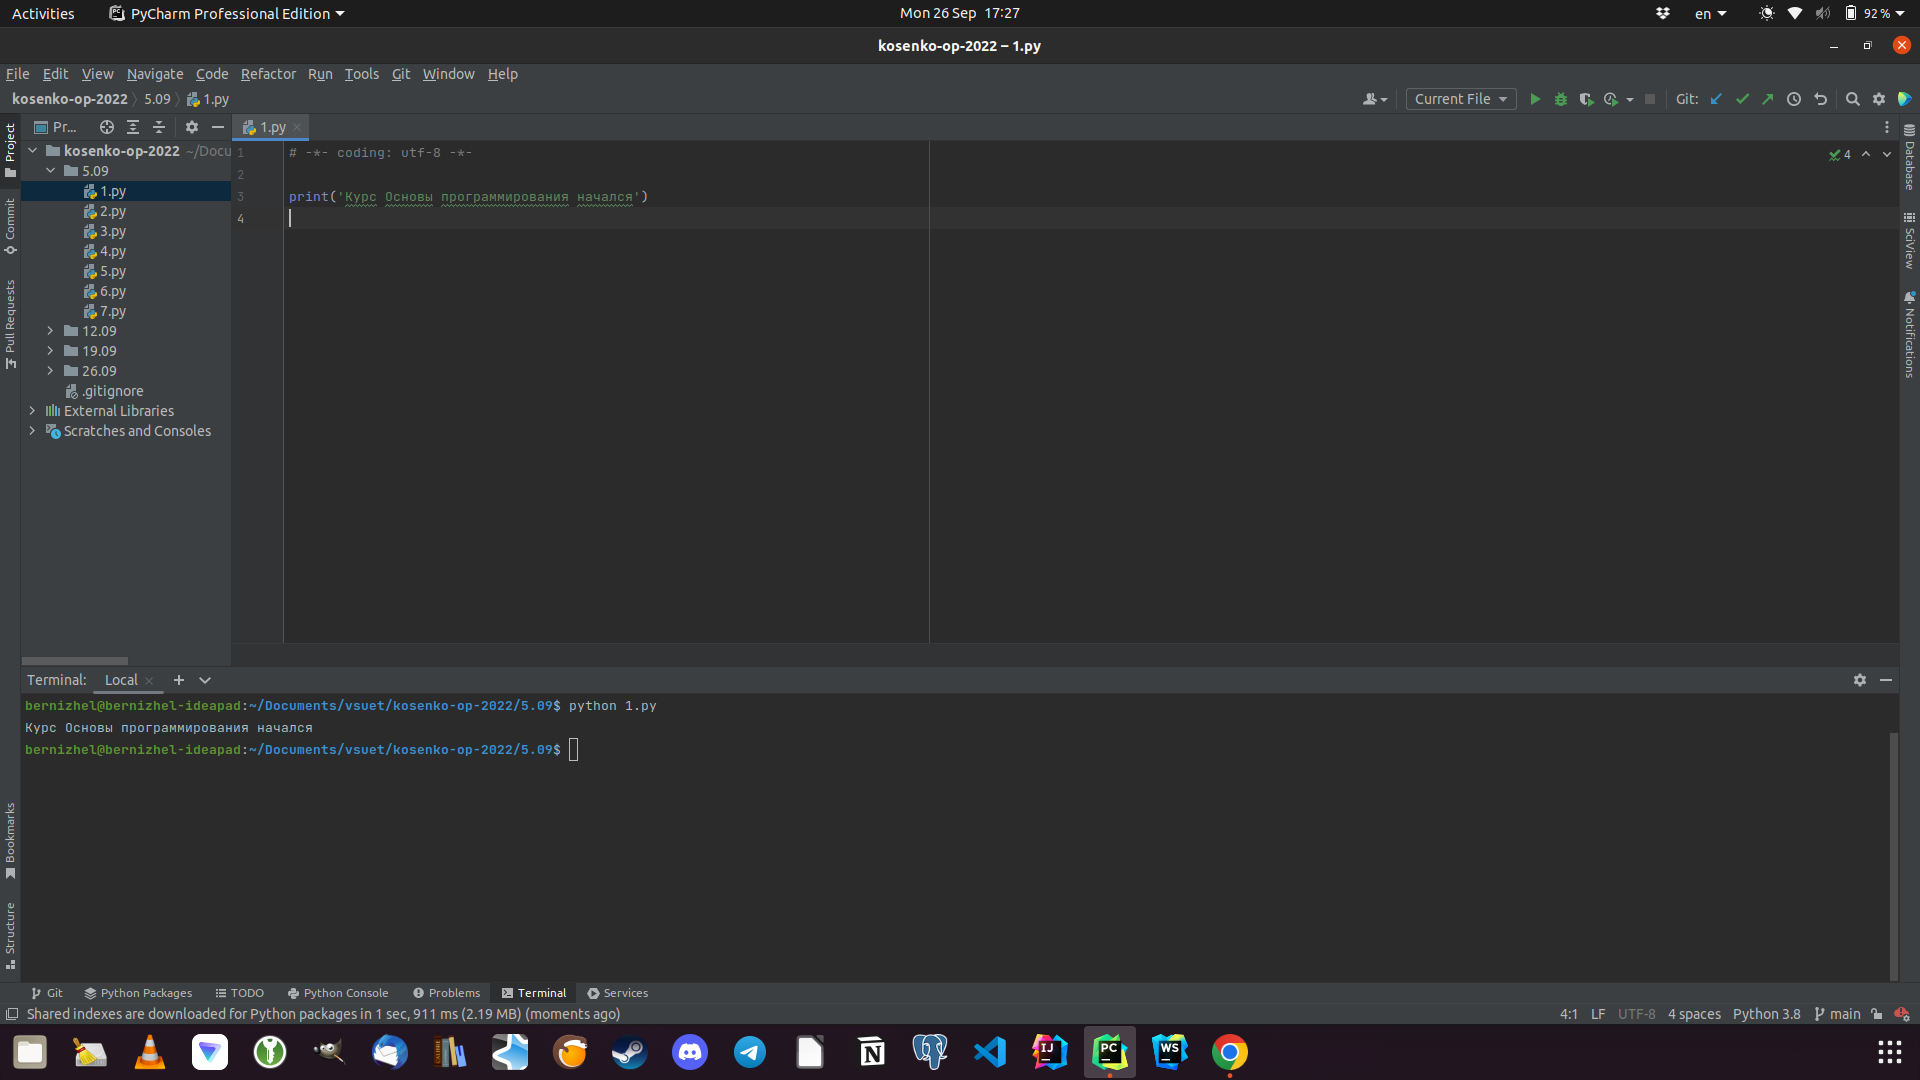 Activities PyCharm Professional Edition Mon 26 Sep 17:27 en 92 %
kosenko-op-2022 – 1.py
File Edit View Navigate Code Refactor Run Tools Git Window Help
kosenko-op-2022 5.09 1.py Current File Git:
Project
Commit
Pull Requests
Bookmarks
Structure
Pr...
kosenko-op-2022 ~/Docu
5.09
1.py
2.py
3.py
4.py
5.py
6.py
7.py
12.09
19.09
26.09
.gitignore
External Libraries
Scratches and Consoles
1.py
1 # -*- coding: utf-8 -*-
2
3 print('Курс Основы программирования начался')
4
4
Database
SciView
Notifications
Terminal: Local
bernizhel@bernizhel-ideapad:~/Documents/vsuet/kosenko-op-2022/5.09$ python 1.py
Курс Основы программирования начался
bernizhel@bernizhel-ideapad:~/Documents/vsuet/kosenko-op-2022/5.09$
Git Python Packages TODO Python Console Problems Terminal Services
Shared indexes are downloaded for Python packages in 1 sec, 911 ms (2.19 MB) (moments ago) 4:1 LF UTF-8 4 spaces Python 3.8 main
IJ PC WS